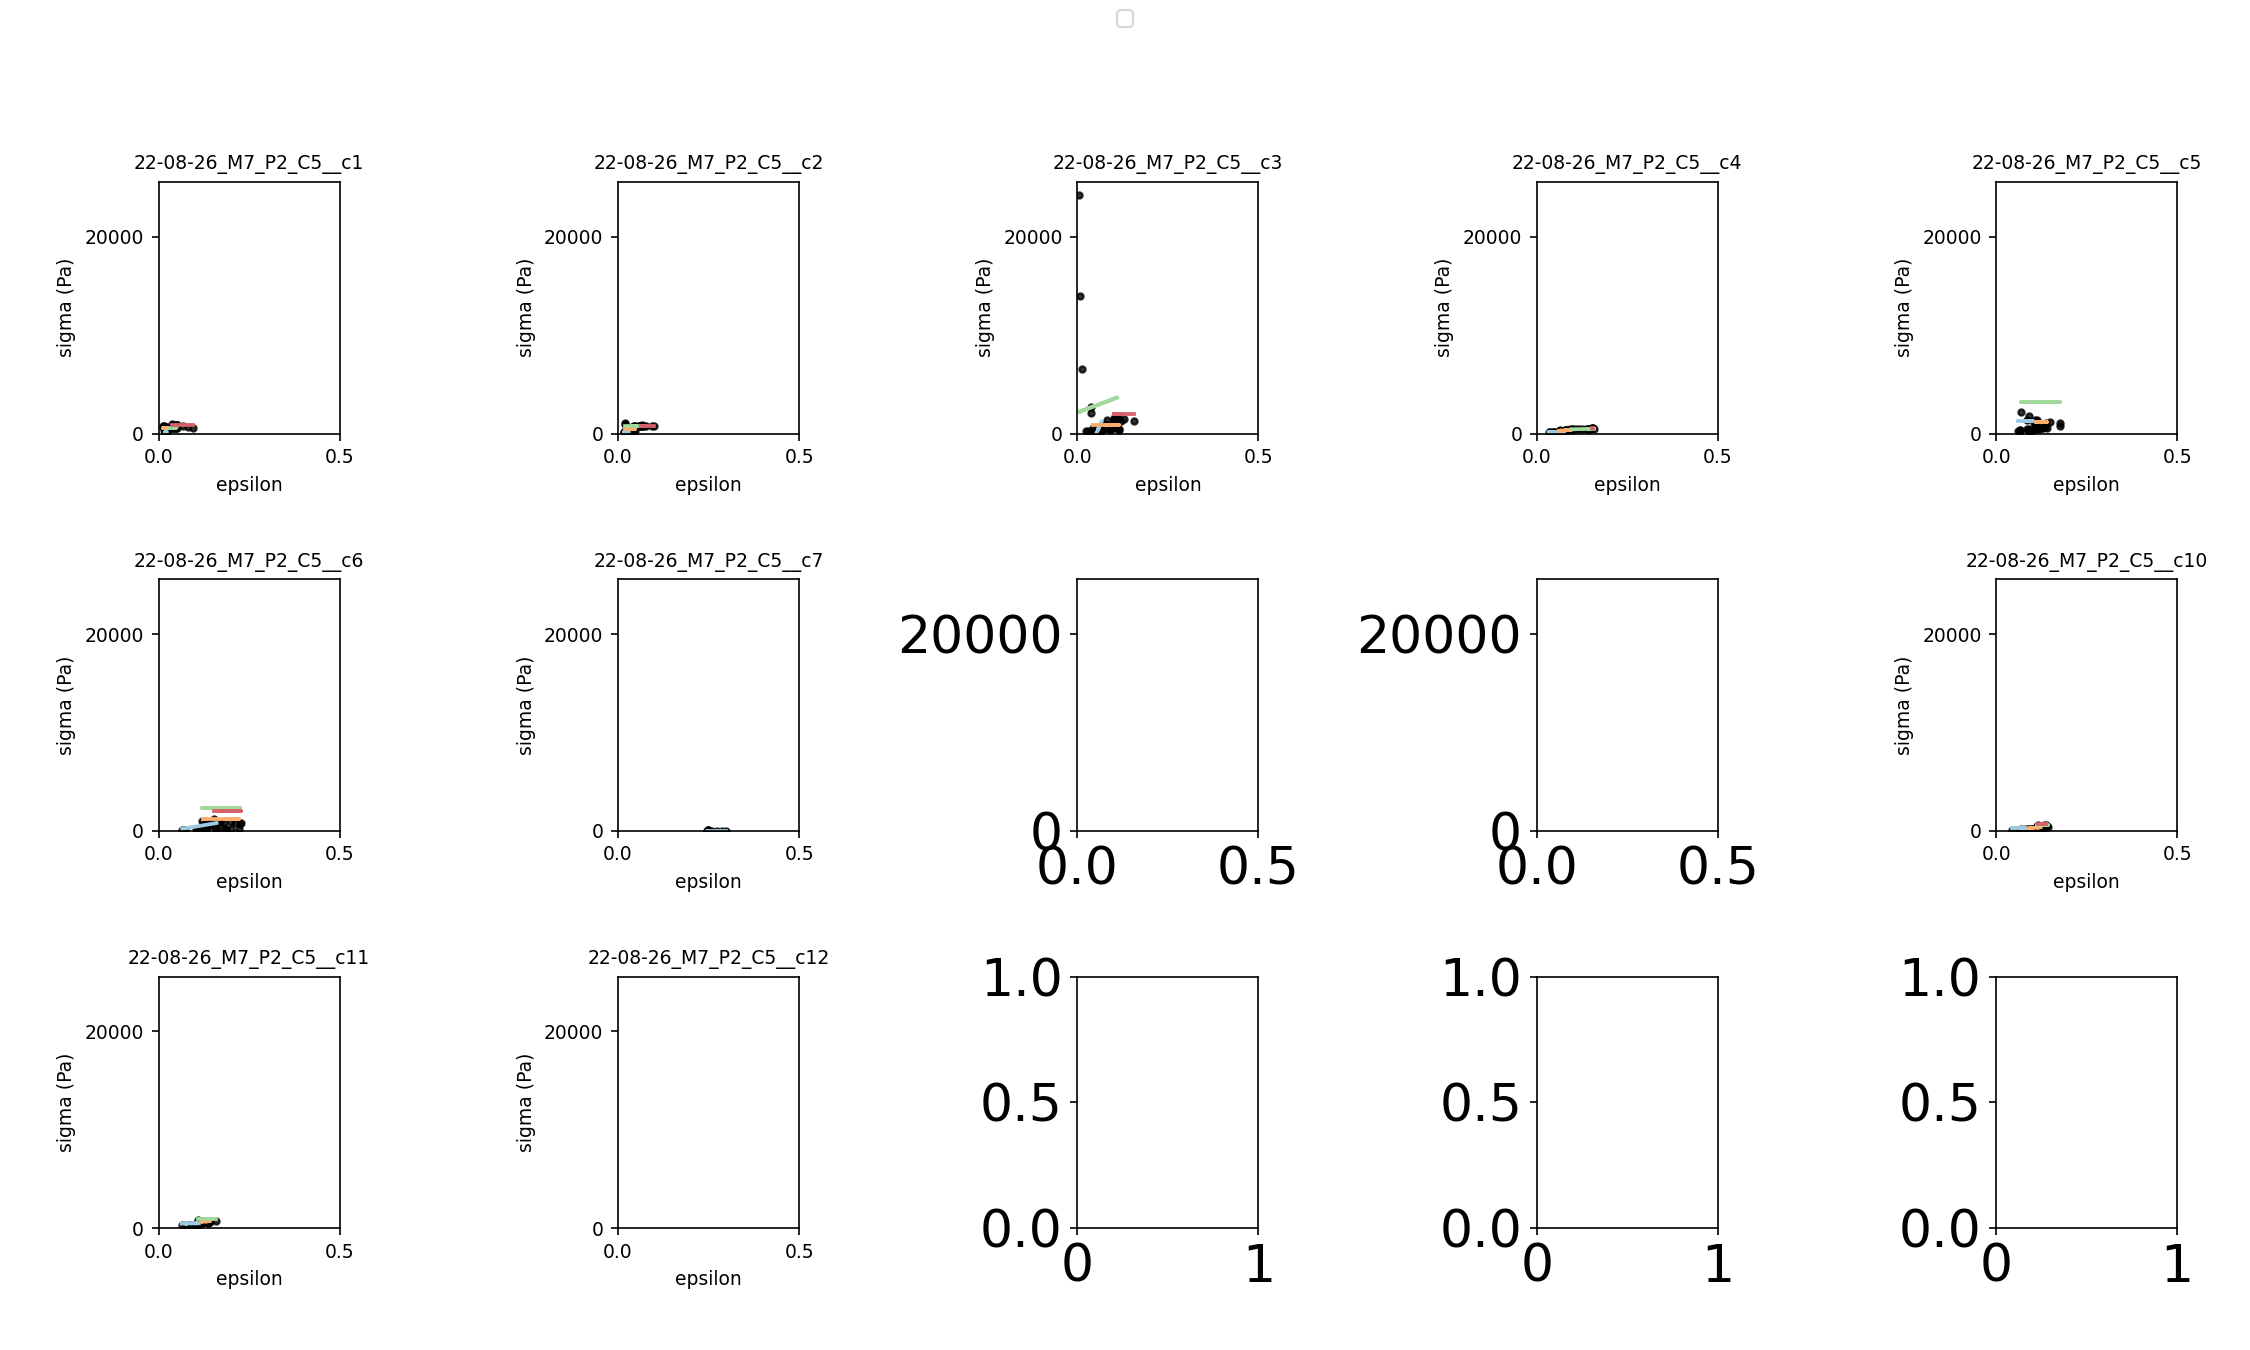 22-08-26_M7_P2_C5__c1
22-08-26_M7_P2_C5__c2
22-08-26_M7_P2_C5__c3
22-08-26_M7_P2_C5__c4
22-08-26_M7_P2_C5__c5
20000
20000
20000
20000
20000
sigma (Pa)
sigma (Pa)
sigma (Pa)
sigma (Pa)
sigma (Pa)
0
0
0
0
0
0.0 0.5
0.0 0.5
0.0 0.5
0.0 0.5
0.0 0.5
epsilon
epsilon
epsilon
epsilon
epsilon
22-08-26_M7_P2_C5__c6
22-08-26_M7_P2_C5__c7
22-08-26_M7_P2_C5__c10
20000
20000
20000
20000
20000
sigma (Pa)
sigma (Pa)
sigma (Pa)
0
0
0
0
0
0.0 0.5
0.0 0.5
0.0 0.5
0.0 0.5
0.0 0.5
epsilon
epsilon
epsilon
22-08-26_M7_P2_C5__c11
22-08-26_M7_P2_C5__c12
1.0
1.0
1.0
20000
20000
sigma (Pa)
sigma (Pa)
0.5
0.5
0.5
0
0
0.0
0.0
0.0
0.0 0.5
0.0 0.5
0 1
0 1
0 1
epsilon
epsilon